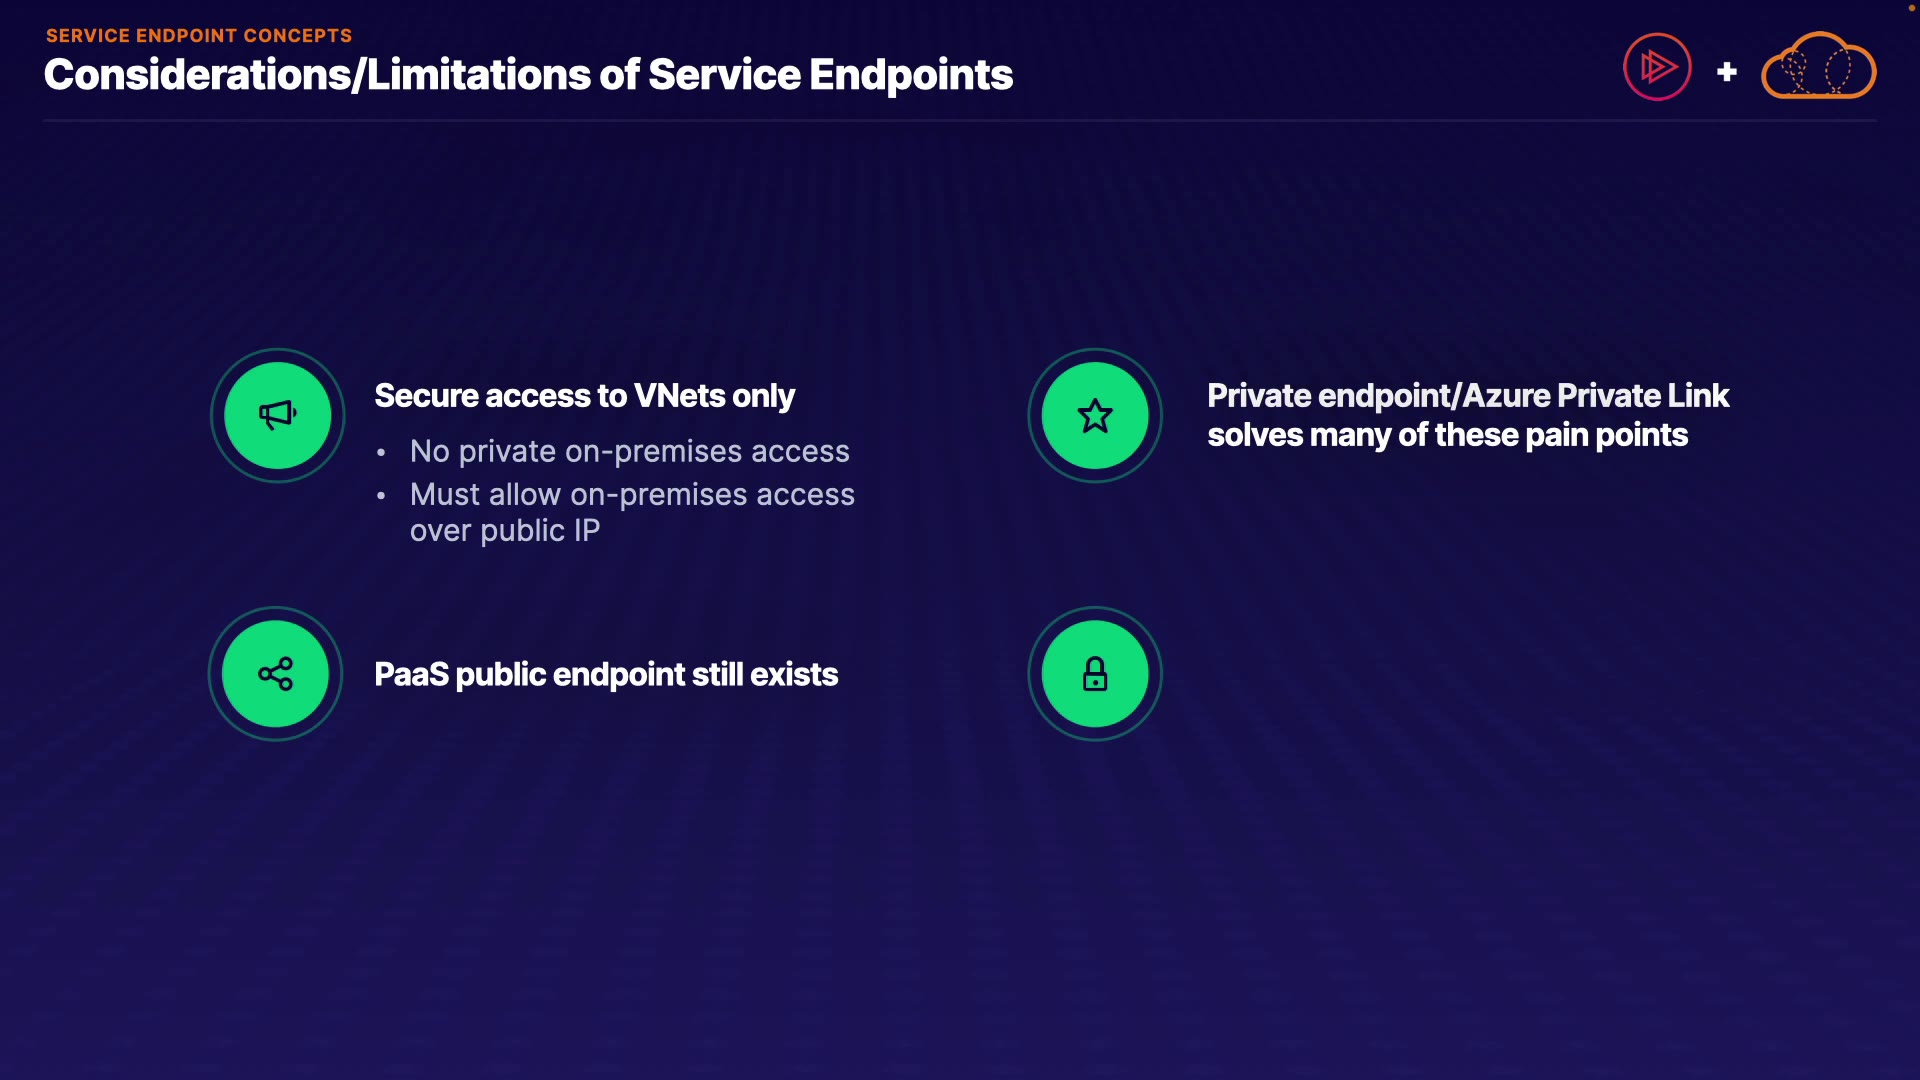 SERVICE ENDPOINT CONCEPTS
Considerations/Limitations of Service Endpoints
Secure access to VNets only
• No private on-premises access
• Must allow on-premises access
over public IP
Private endpoint/Azure Private Link
solves many of these pain points
PaaS public endpoint still exists